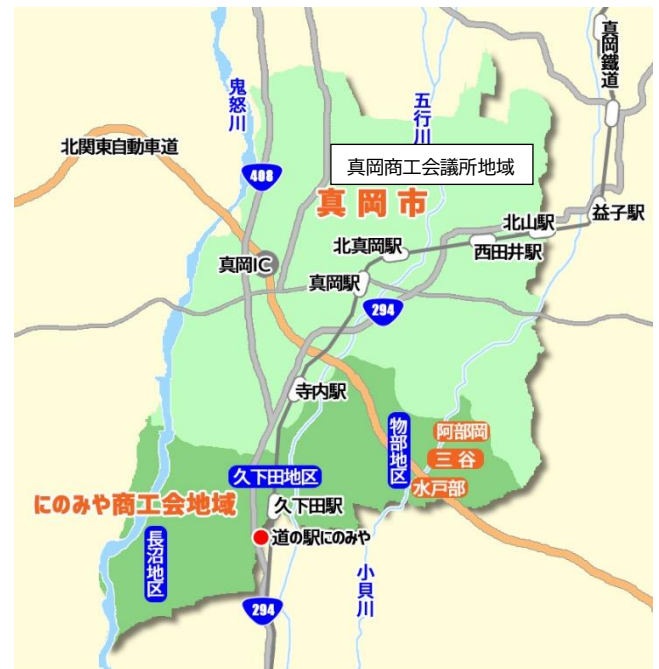 真岡鐵道
鬼怒川
五行川
北関東自動車道
真岡商工会議所地域
408
真岡市
益子駅
北山駅
北真岡駅
西田井駅
真岡IC
真岡駅
294
寺内駅
物部地区
阿部岡
三谷
久下田地区
水戸部
にのみや商工会地域
久下田駅
道の駅にのみや
長沼地区
小貝川
294